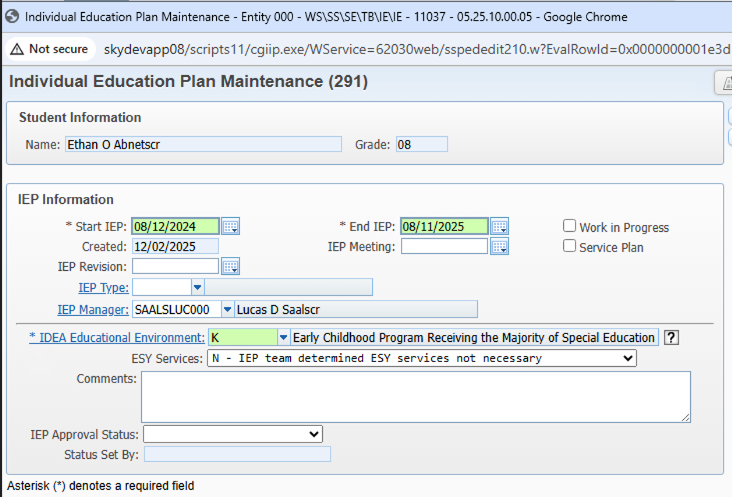 Individual Education Plan Maintenance - Entity 000 - WS\SS\SE\TB\IE\IE - 11037 - 05.25.10.00.05 - Google Chrome
Not secure skydevapp08/scripts11/cgiip.exe/WService=62030web/sspededit210.w?EvalRowId=0x0000000001e3d
Individual Education Plan Maintenance (291)
Student Information
Name: Ethan O Abnetscr Grade: 08
IEP Information
* Start IEP: 08/12/2024 * End IEP: 08/11/2025 Work in Progress
Created: 12/02/2025 IEP Meeting: Service Plan
IEP Revision:
IEP Type:
IEP Manager: SAALSLUC000 Lucas D Saalscr
* IDEA Educational Environment: K Early Childhood Program Receiving the Majority of Special Education ?
ESY Services: N - IEP team determined ESY services not necessary
Comments:
IEP Approval Status:
Status Set By:
Asterisk (*) denotes a required field